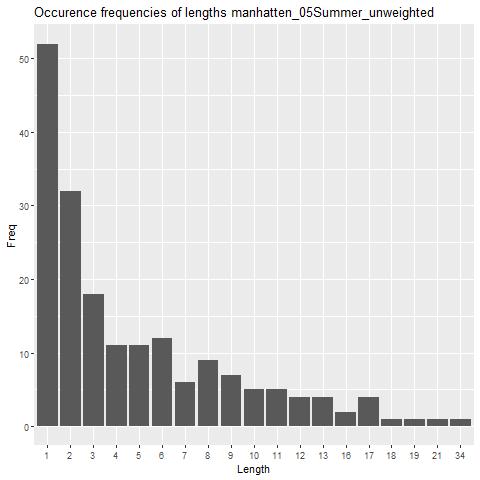 Occurence frequencies of lengths manhatten_05Summer_unweighted
50
40
30
20
10
0
Freq
1 2 3 4 5 6 7 8 9 10 11 12 13 16 17 18 19 21 34
Length